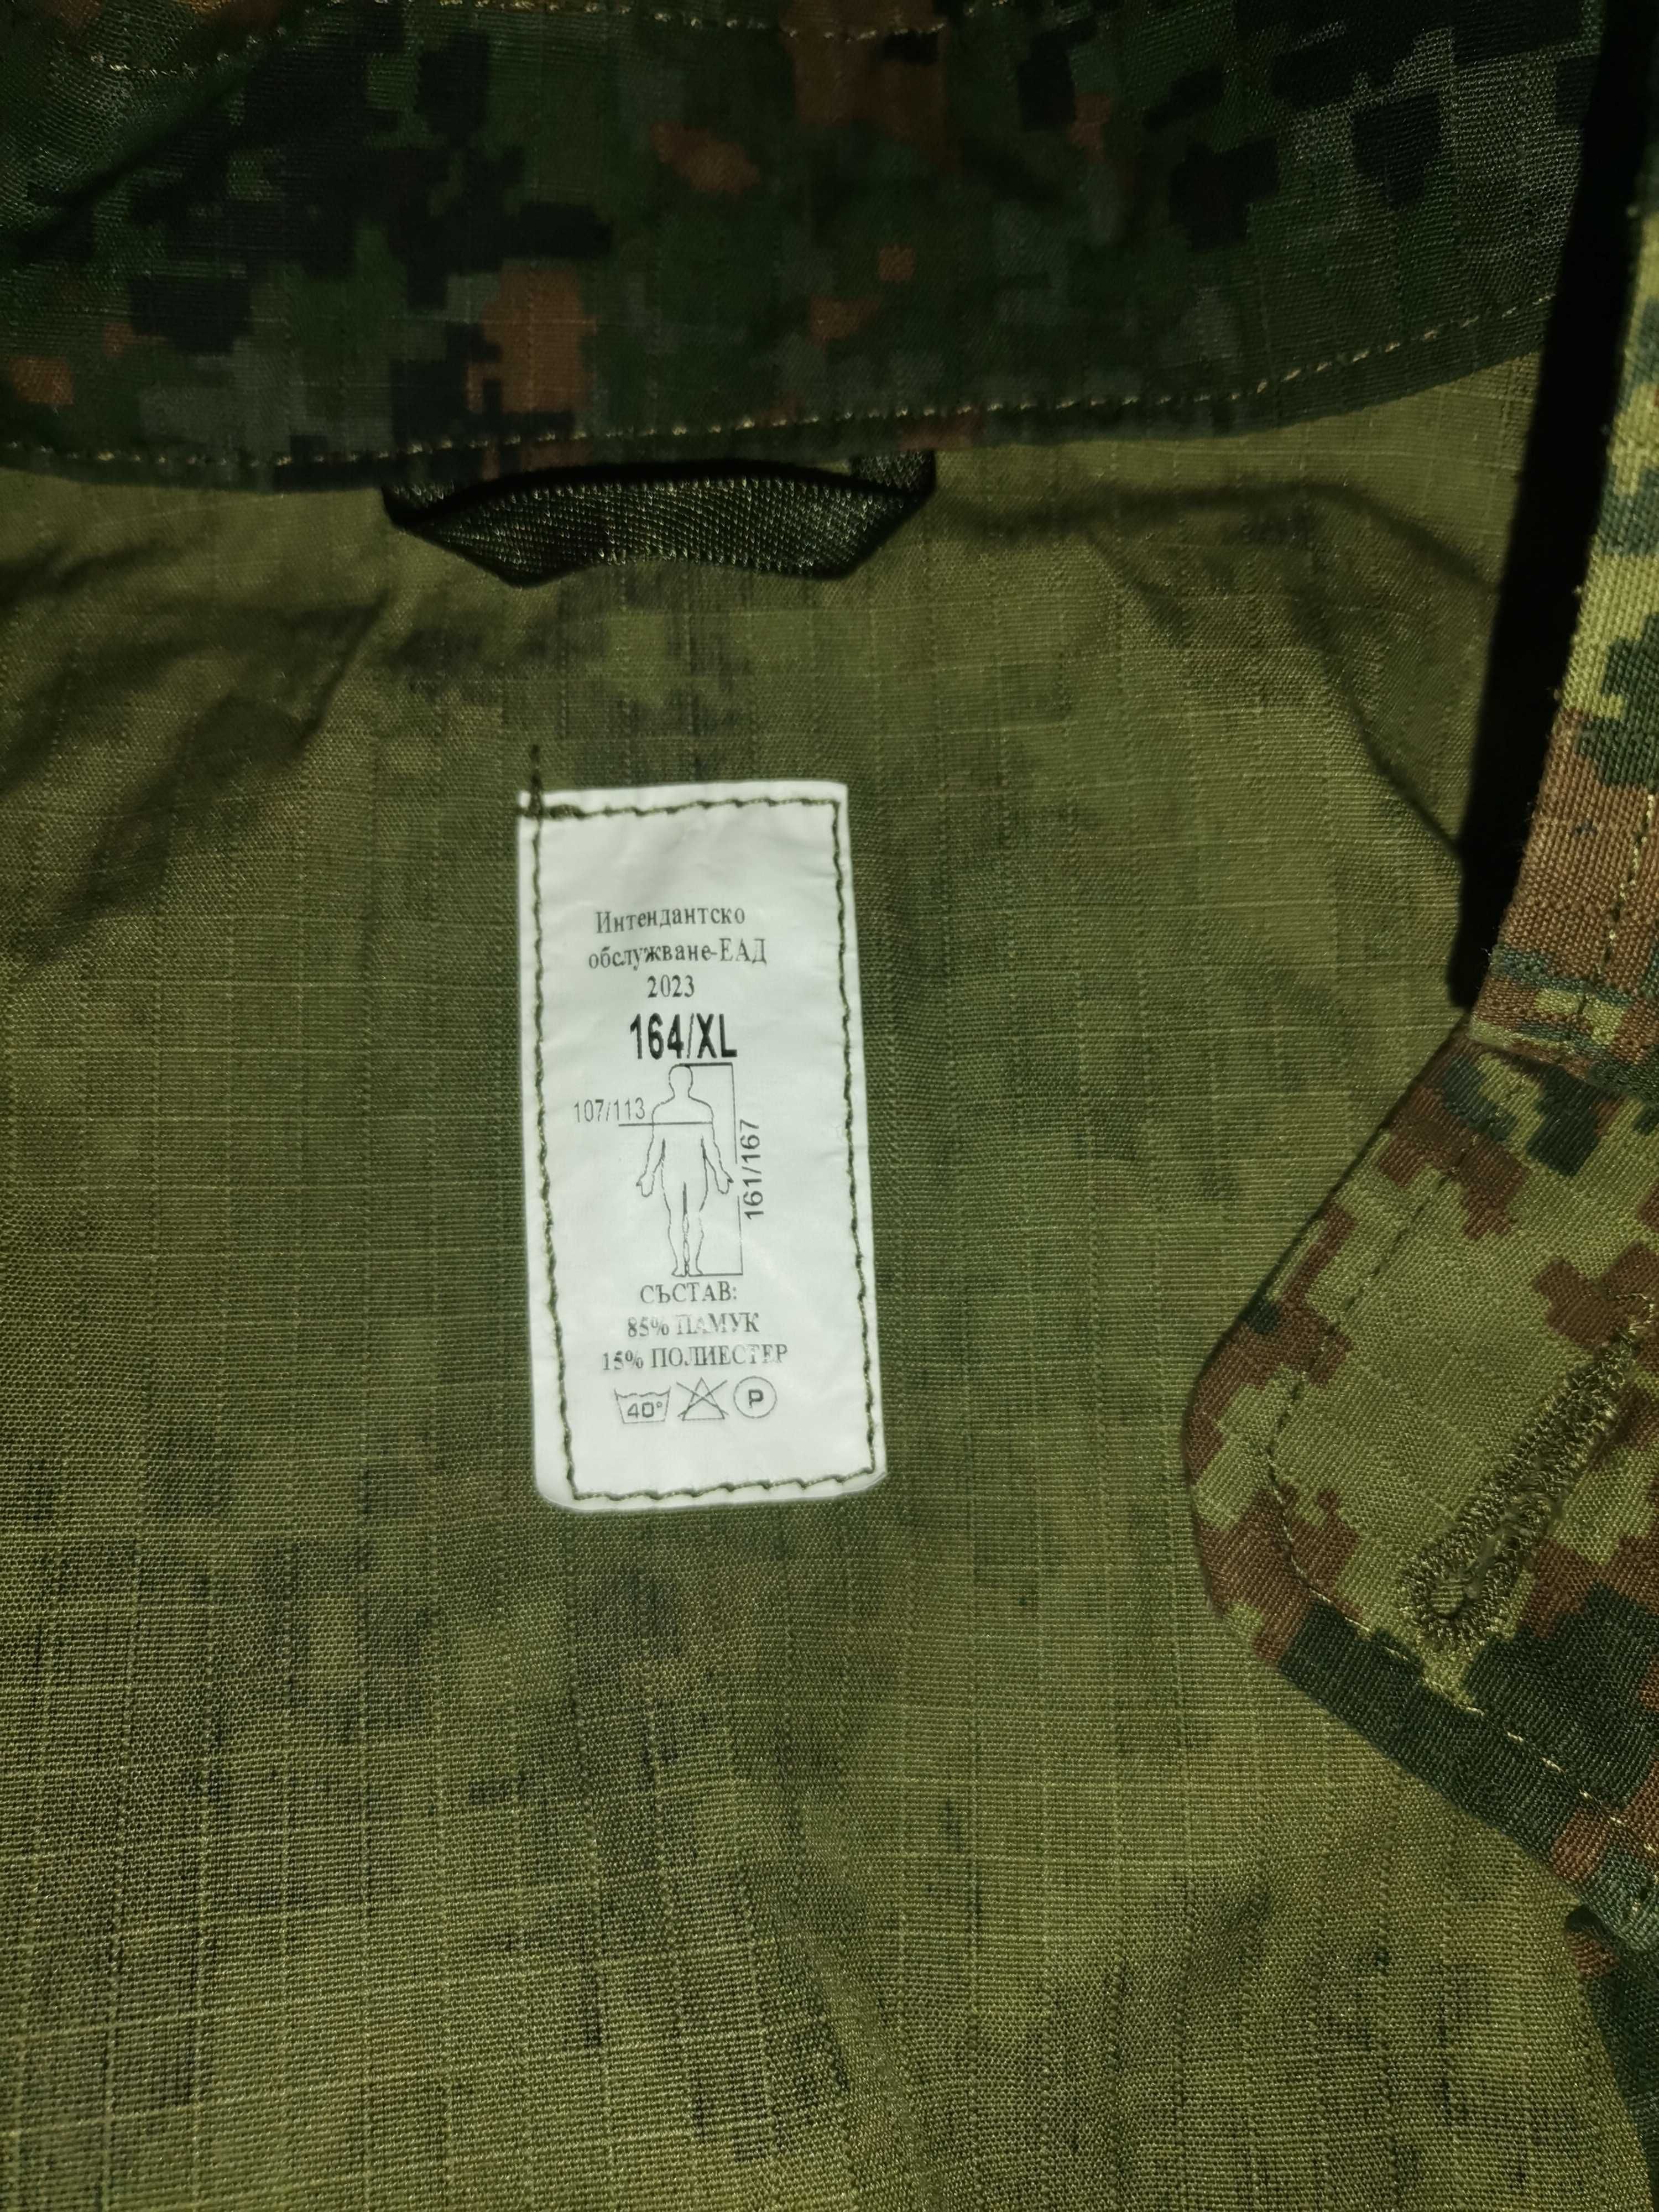 Интендантско
обслужване-ЕАД
2023
164/XL
107/113
161/167
СЪСТАВ:
85% ПАМУК
15% ПОЛИЕСТЕР
40° P